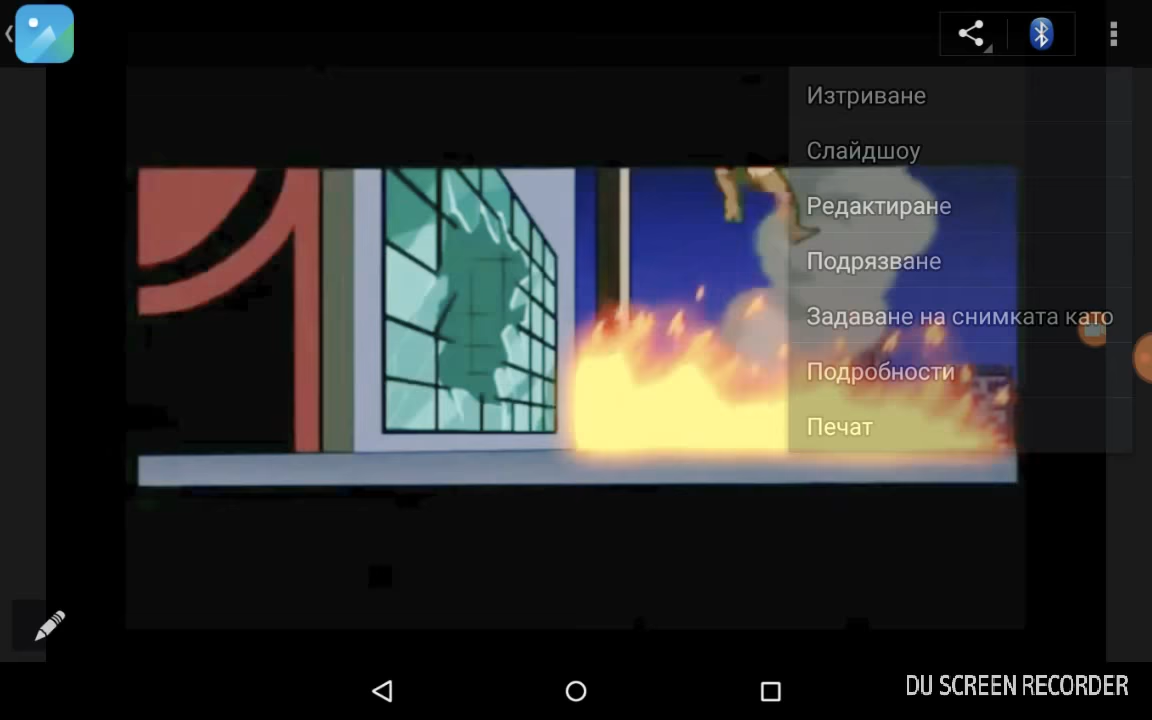 Изтриване
Слайдшоу
Редактиране
Подрязване
Задаване на снимката като
Подробности
Печат
DU SCREEN RECORDER